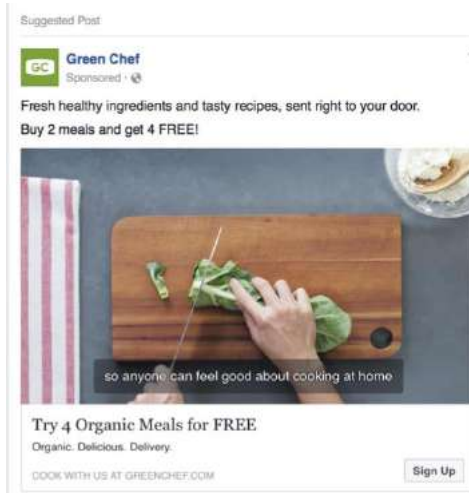 Suggested Post
GC
Green Chef
Sponsored ·
Fresh healthy ingredients and tasty recipes, sent right to your door.
Buy 2 meals and get 4 FREE!
so anyone can feel good about cooking at home
Try 4 Organic Meals for FREE
Organic. Delicious. Delivery.
COOK WITH US AT GREENCHEF.COM
Sign Up